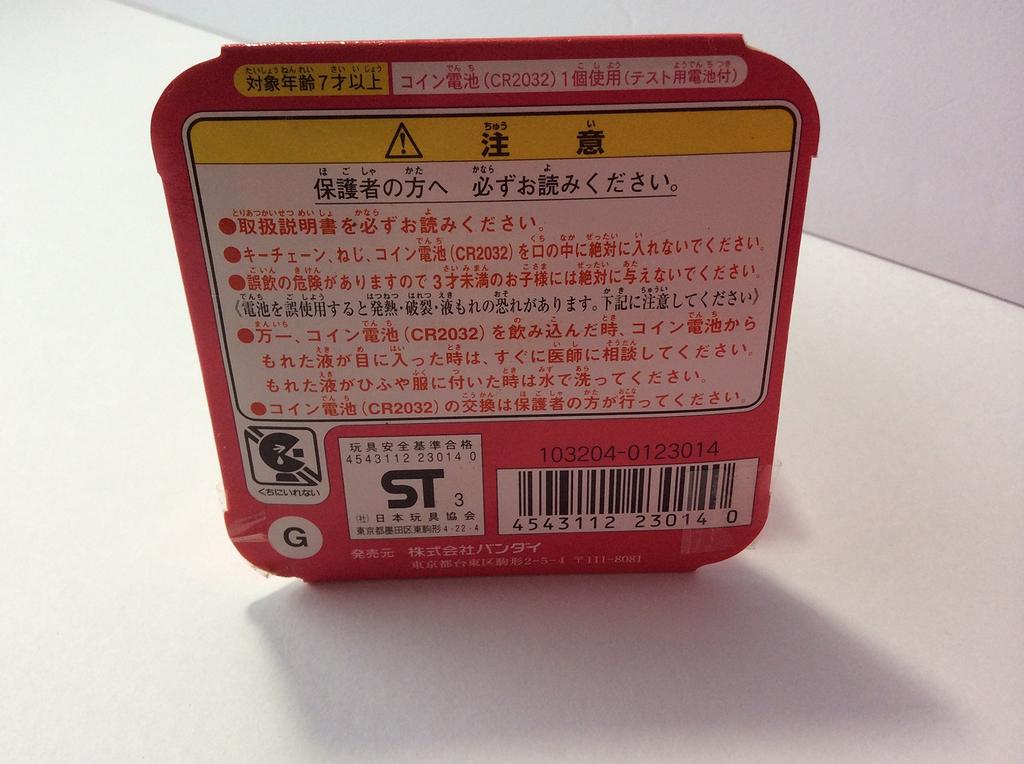 対象年齢7才以上 コイン電池(CR2032)1個使用(テスト用電池付)
⚠ 注意
保護者の方へ 必ずお読みください。
●取扱説明書を必ずお読みください。
●キーチェーン、ねじ、コイン電池(CR2032)を口の中に絶対に入れないでください。
●誤飲の危険がありますので3才未満のお子様には絶対に与えないでください。
《電池を誤使用すると発熱・破裂・液もれの恐れがあります。下記に注意してください》
●万一、コイン電池(CR2032)を飲み込んだ時、コイン電池から
もれた液が目に入った時は、すぐに医師に相談してください。
もれた液がひふや服に付いた時は水で洗ってください。
●コイン電池(CR2032)の交換は保護者の方が行ってください。
くちにいれない
G
玩具安全基準合格
4543112 23014 0
ST 3
(社)日本玩具協会
東京都墨田区東駒形4-22-4
103204-0123014
4543112 23014 0
発売元 株式会社バンダイ
東京都台東区駒形2-5-4 〒111-8081